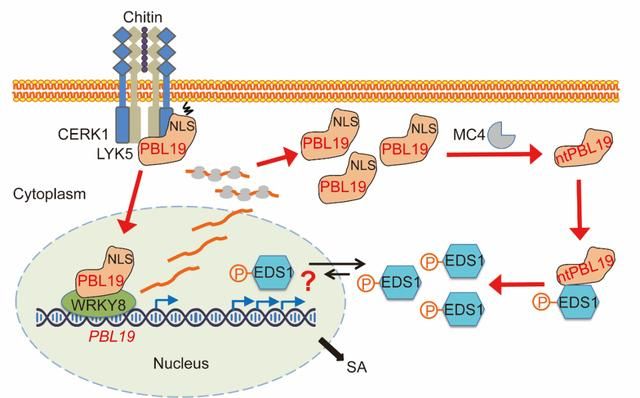 Chitin
NLS
PBL19
CERK1
LYK5
NLS
PBL19
NLS
PBL19
NLS
PBL19
MC4
ntPBL19
Cytoplasm
NLS
PBL19
WRKY8
PBL19
P
EDS1
?
P
EDS1
P
EDS1
P
EDS1
ntPBL19
P
EDS1
Nucleus
SA